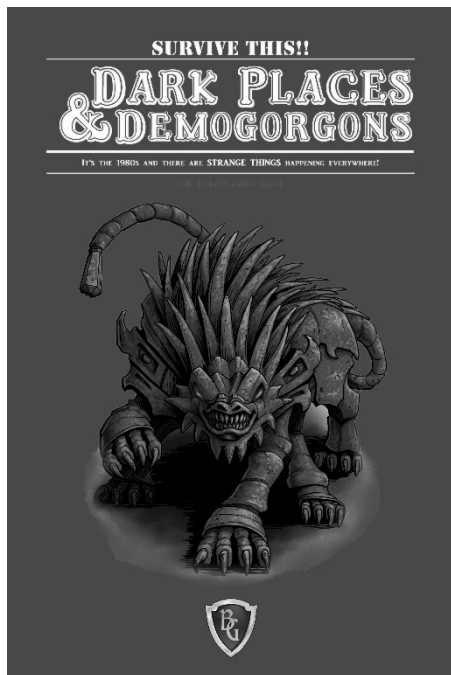 SURVIVE THIS!!
DARK PLACES
& DEMOGORGONS
IT'S THE 1980S AND THERE ARE STRANGE THINGS HAPPENING EVERYWHERE!
THE ROLEPLAYING GAME
BG